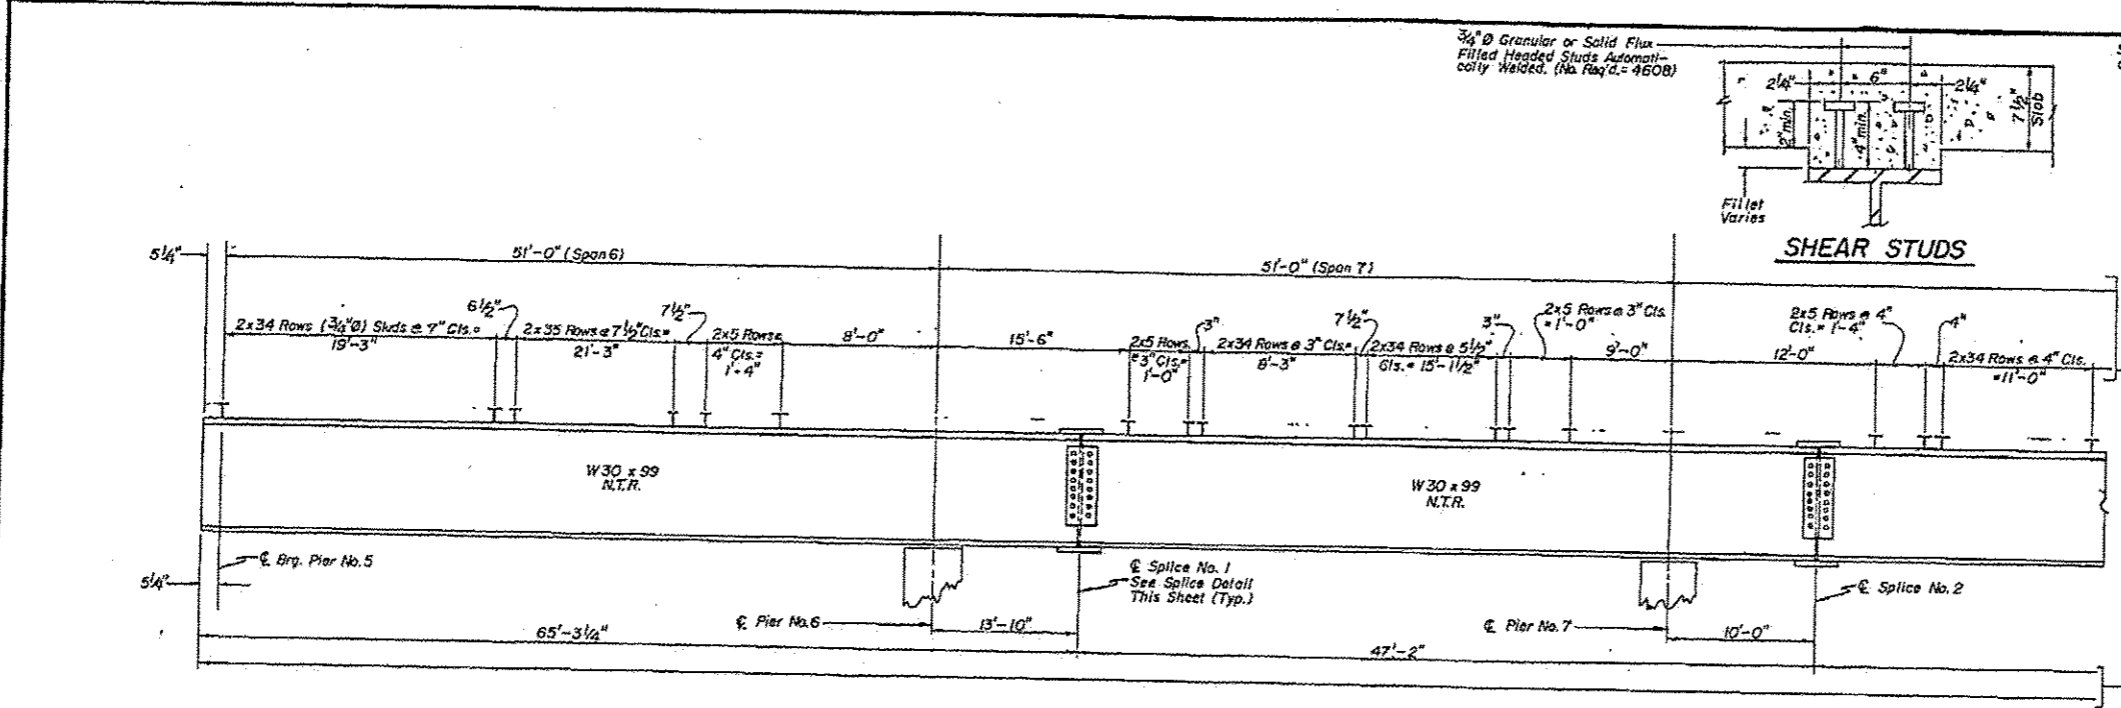 3/4" Ø Granular or Solid Flux
Filled Headed Studs Automati-
cally Welded. (No. Req'd.= 4608)
2 1/4"
6"
2 1/4"
2" min.
4" min.
7 1/2"
Slab
Fillet
Varies
SHEAR STUDS
5 1/4"
51'-0" (Span 6)
51'-0" (Span 7)
2x34 Rows (3/4"Ø) Studs @ 7" Cts.=
19'-3"
6 1/2"
2x35 Rows @ 7 1/2" Cts.=
21'-3"
7 1/2"
2x5 Rows @
4" Cts.=
1'-4"
8'-0"
15'-6"
2x5 Rows.
@ 3" Cts.=
1'-0"
3"
2x34 Rows @ 3" Cts.=
8'-3"
7 1/2"
2x34 Rows @ 5 1/2"
Cts.= 15'-1 1/2"
3"
2x5 Rows @ 3" Cts.
=1'-0"
9'-0"
12'-0"
2x5 Rows @ 4"
Cts.= 1'-4"
4"
2x34 Rows @ 4" Cts.
=11'-0"
W 30 x 99
N.T.R.
W 30 x 99
N.T.R.
℄ Brg. Pier No.5
5 1/4"
℄ Pier No.6
℄ Splice No. 1
See Splice Detail
This Sheet (Typ.)
℄ Pier No.7
℄ Splice No. 2
65'-3 1/4"
13'-10"
47'-2"
10'-0"